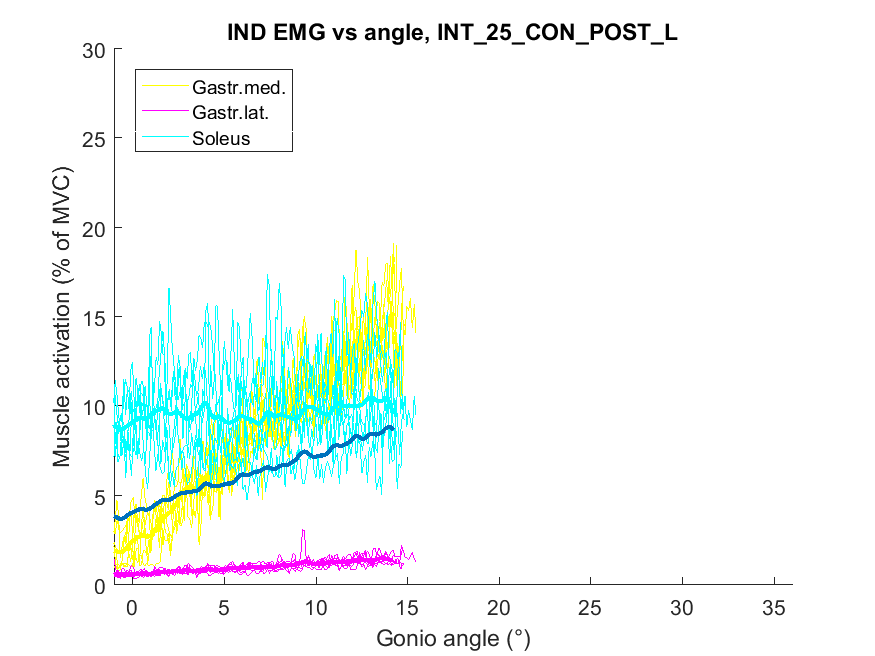 IND EMG vs angle, INT_25_CON_POST_L
30
25
20
15
10
5
0
Muscle activation (% of MVC)
Gastr.med.
Gastr.lat.
Soleus
0 5 10 15 20 25 30 35
Gonio angle (°)